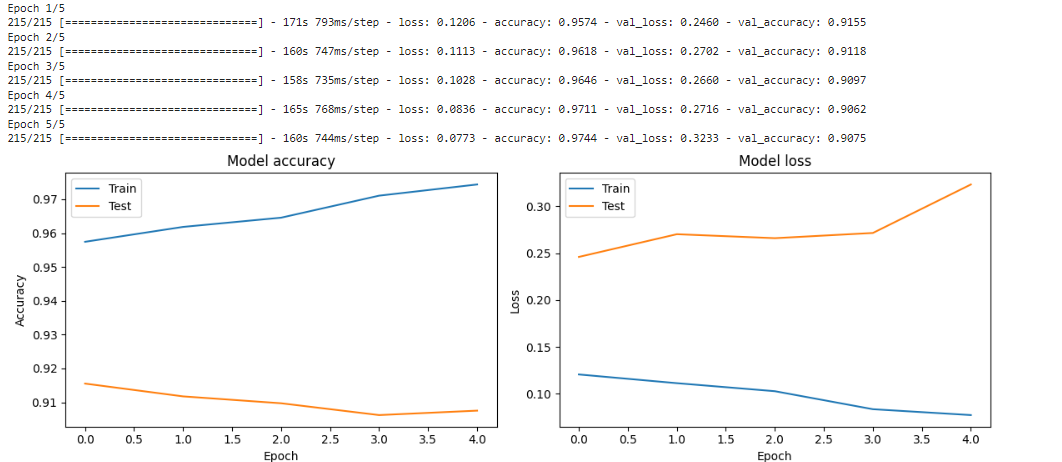 Epoch 1/5
215/215 [==============================] - 171s 793ms/step - loss: 0.1206 - accuracy: 0.9574 - val_loss: 0.2460 - val_accuracy: 0.9155
Epoch 2/5
215/215 [==============================] - 160s 747ms/step - loss: 0.1113 - accuracy: 0.9618 - val_loss: 0.2702 - val_accuracy: 0.9118
Epoch 3/5
215/215 [==============================] - 158s 735ms/step - loss: 0.1028 - accuracy: 0.9646 - val_loss: 0.2660 - val_accuracy: 0.9097
Epoch 4/5
215/215 [==============================] - 165s 768ms/step - loss: 0.0836 - accuracy: 0.9711 - val_loss: 0.2716 - val_accuracy: 0.9062
Epoch 5/5
215/215 [==============================] - 160s 744ms/step - loss: 0.0773 - accuracy: 0.9744 - val_loss: 0.3233 - val_accuracy: 0.9075
Model accuracy
Train
Test
0.97
0.96
0.95
0.94
0.93
0.92
0.91
Accuracy
0.0 0.5 1.0 1.5 2.0 2.5 3.0 3.5 4.0
Epoch
Model loss
Train
Test
0.30
0.25
0.20
0.15
0.10
Loss
0.0 0.5 1.0 1.5 2.0 2.5 3.0 3.5 4.0
Epoch